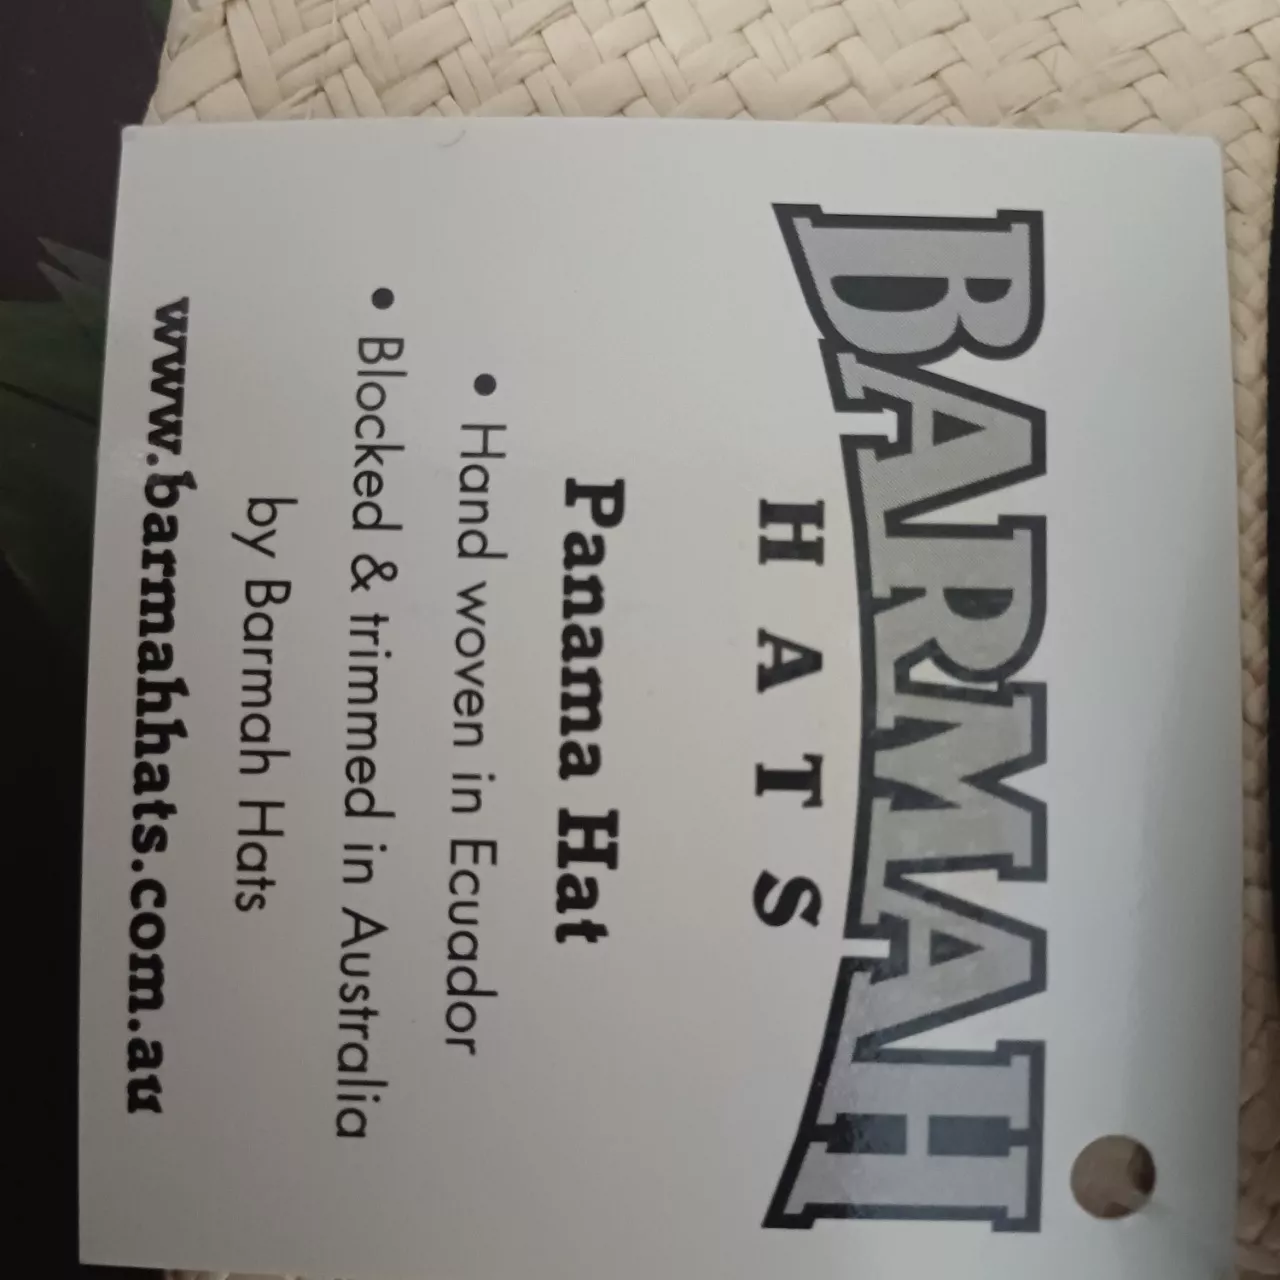 BARMAH
HATS
Panama Hat
• Hand woven in Ecuador
• Blocked & trimmed in Australia
by Barmah Hats
www.barmahhats.com.au